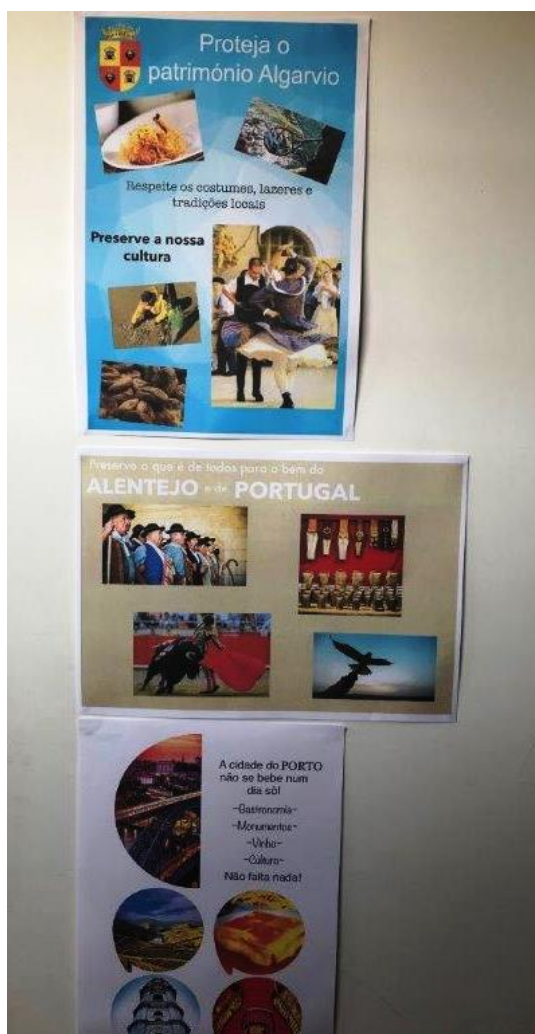 Proteja o
património Algarvio
Respeite os costumes, lazeres e
tradições locais
Preserve a nossa
cultura
Preserve o que é de todos para o bem do
ALENTEJO e de PORTUGAL
A cidade do PORTO
não se bebe num
dia só!
-Gastronomia-
-Monumentos-
-Vinho-
-Cultura-
Não falta nada!